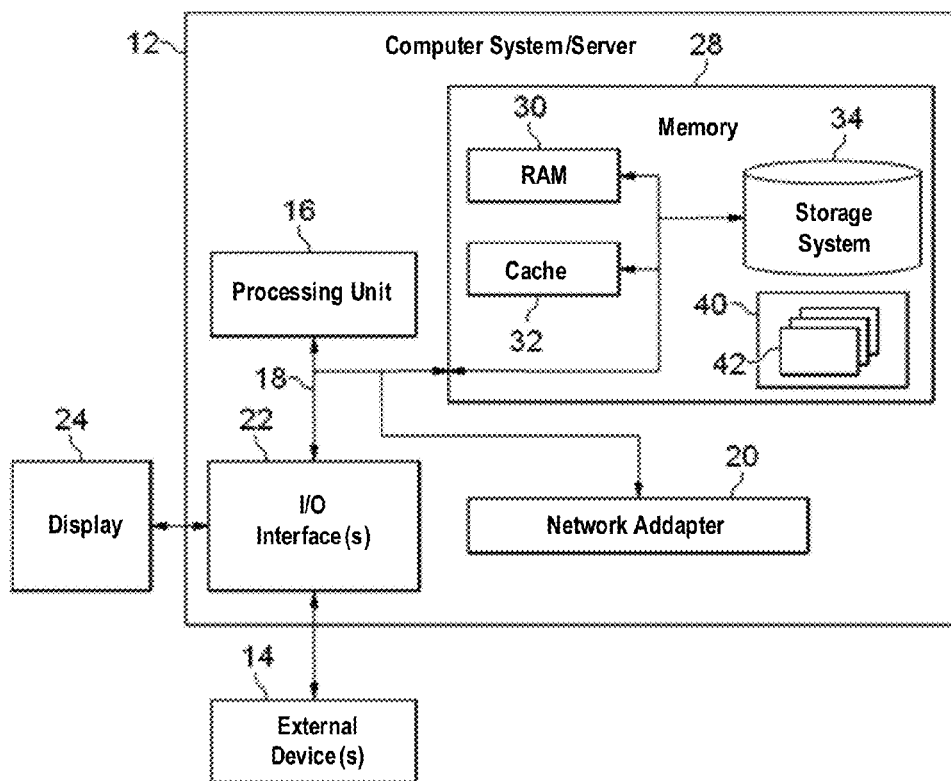 12
Computer System/Server
28
Memory
30
RAM
34
Storage
System
16
Processing Unit
Cache
32
40
42
18
24
Display
22
I/O
Interface(s)
20
Network Addapter
14
External
Device(s)